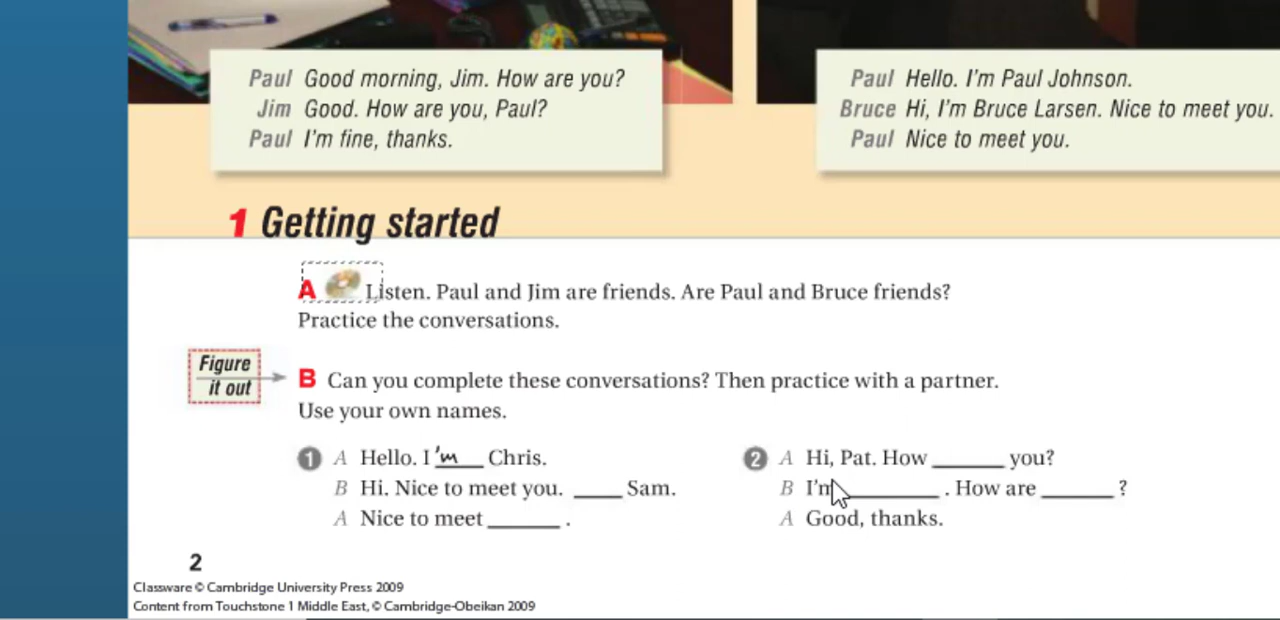 Paul Good morning, Jim. How are you?
Jim Good. How are you, Paul?
Paul I'm fine, thanks.
Paul Hello. I'm Paul Johnson.
Bruce Hi, I'm Bruce Larsen. Nice to meet you.
Paul Nice to meet you.
1 Getting started
A Listen. Paul and Jim are friends. Are Paul and Bruce friends?
Practice the conversations.
Figure
it out
B Can you complete these conversations? Then practice with a partner.
Use your own names.
1 A Hello. I'm Chris.
B Hi. Nice to meet you. ____ Sam.
A Nice to meet ______ .
2 A Hi, Pat. How ______ you?
B I'm ________ . How are ______ ?
A Good, thanks.
2
Classware © Cambridge University Press 2009
Content from Touchstone 1 Middle East, © Cambridge-Obeikan 2009